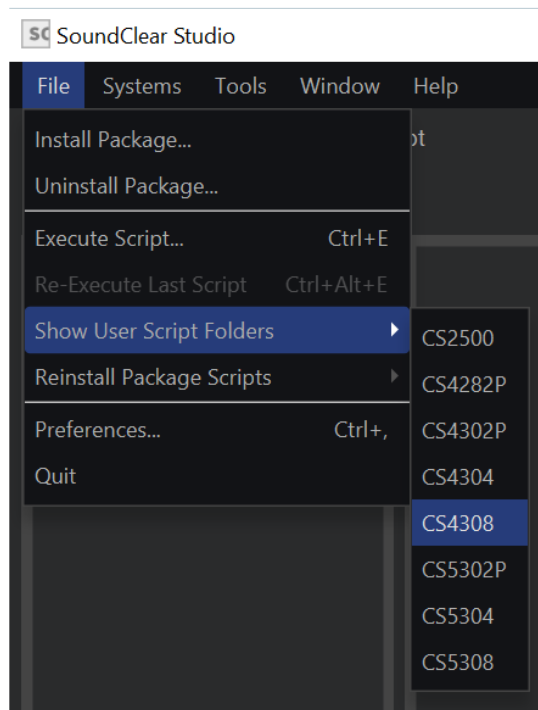 SC SoundClear Studio
File Systems Tools Window Help
Install Package...
Uninstall Package...
Execute Script... Ctrl+E
Re-Execute Last Script Ctrl+Alt+E
Show User Script Folders
Reinstall Package Scripts
Preferences... Ctrl+,
Quit
CS2500
CS4282P
CS4302P
CS4304
CS4308
CS5302P
CS5304
CS5308